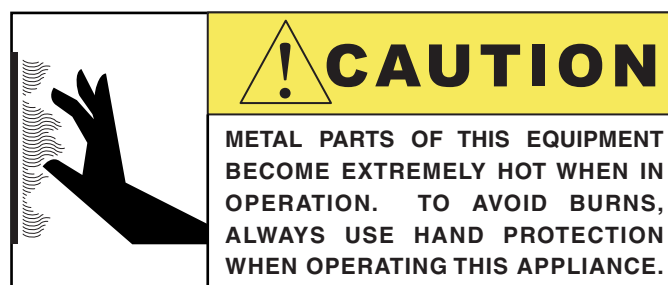 CAUTION
METAL PARTS OF THIS EQUIPMENT
BECOME EXTREMELY HOT WHEN IN
OPERATION. TO AVOID BURNS,
ALWAYS USE HAND PROTECTION
WHEN OPERATING THIS APPLIANCE.